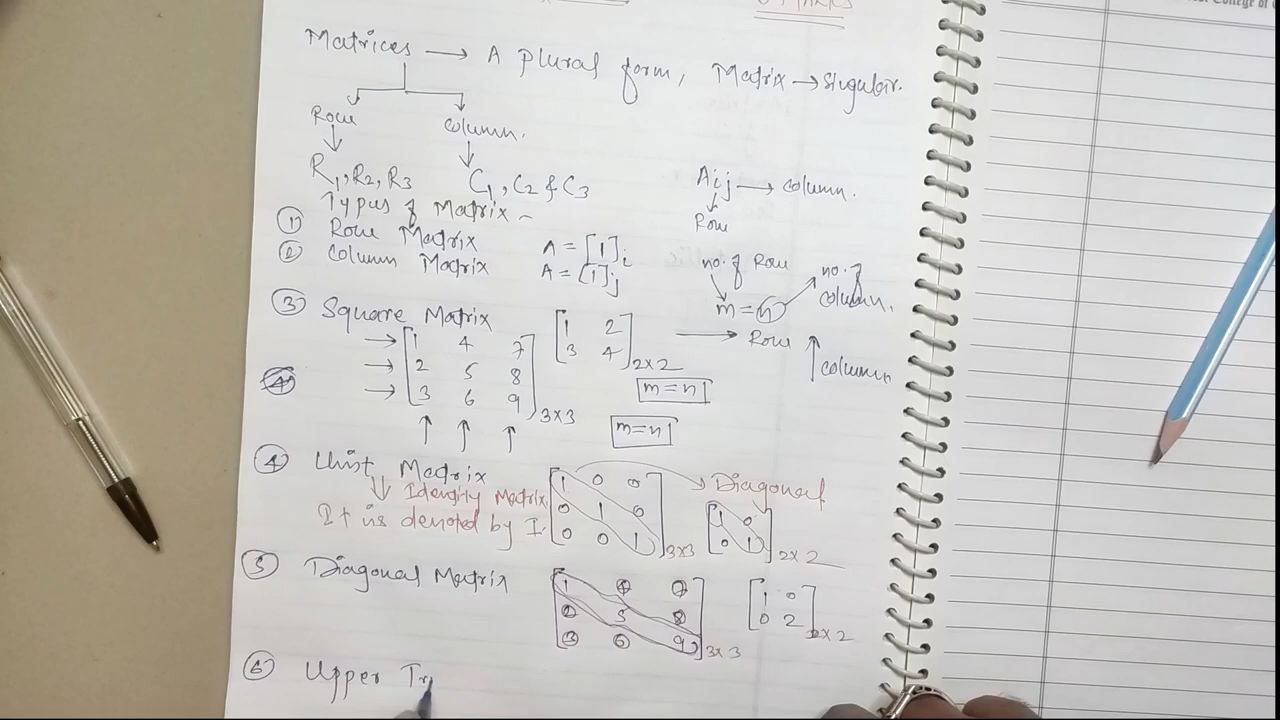 Matrices → A plural form, Matrix → Singular.
Row column.
R1, R2, R3 C1, C2 & C3
Aij → column.
Row
Types of Matrix -
① Row Matrix A = [1]i
② Column Matrix A = [1]j
no. of Row no. of column.
m = n
③ Square Matrix
[1 4 7
2 5 8
3 6 9]3x3
[1 2
3 4]2x2
→ Row ↑ column
m=n
m=n
④ Unit Matrix
Identity Matrix
It is denoted by I.
[1 0 0
0 1 0
0 0 1]3x3
→ Diagonal
[1 0
0 1]2x2
⑤ Diagonal Matrix
[1 4 7
2 5 8
3 6 9]3x3
[1 0
0 2]2x2
⑥ Upper Tr
College of